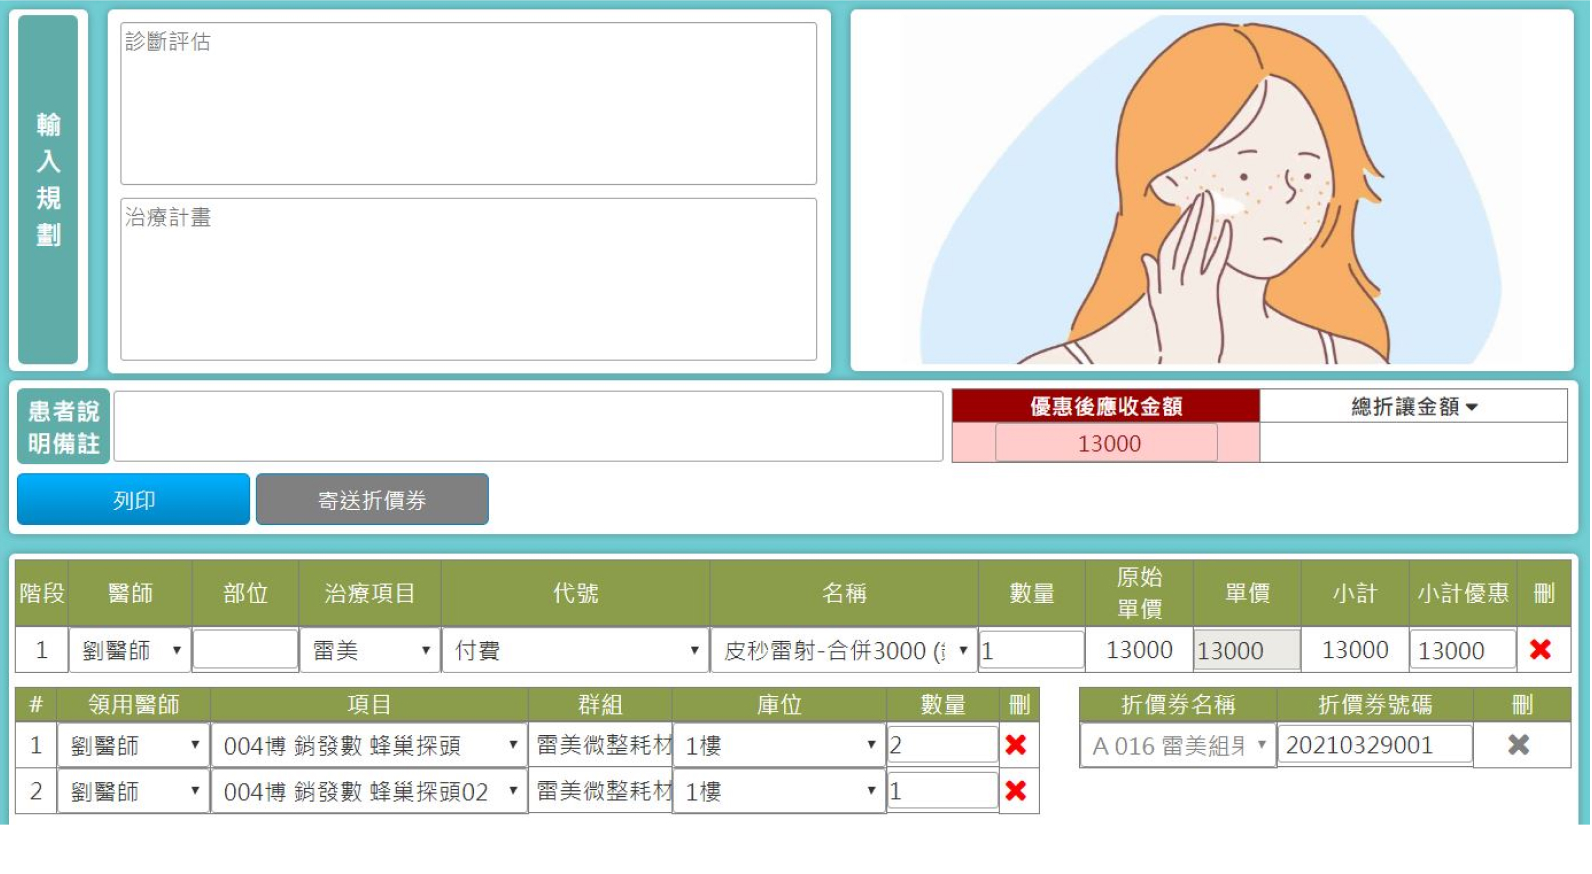 輸入規劃
診斷評估
治療計畫
患者說明備註
優惠後應收金額 總折讓金額
13000
列印 寄送折價券
階段 醫師 部位 治療項目 代號 名稱 數量 原始單價 單價 小計 小計優惠 刪
1 劉醫師 雷美 付費 皮秒雷射-合併3000 ( 1 13000 13000 13000 13000
# 領用醫師 項目 群組 庫位 數量 刪
1 劉醫師 004博 銷發數 蜂巢探頭 雷美微整耗材 1樓 2
2 劉醫師 004博 銷發數 蜂巢探頭02 雷美微整耗材 1樓 1
折價券名稱 折價券號碼 刪
A 016 雷美組 20210329001